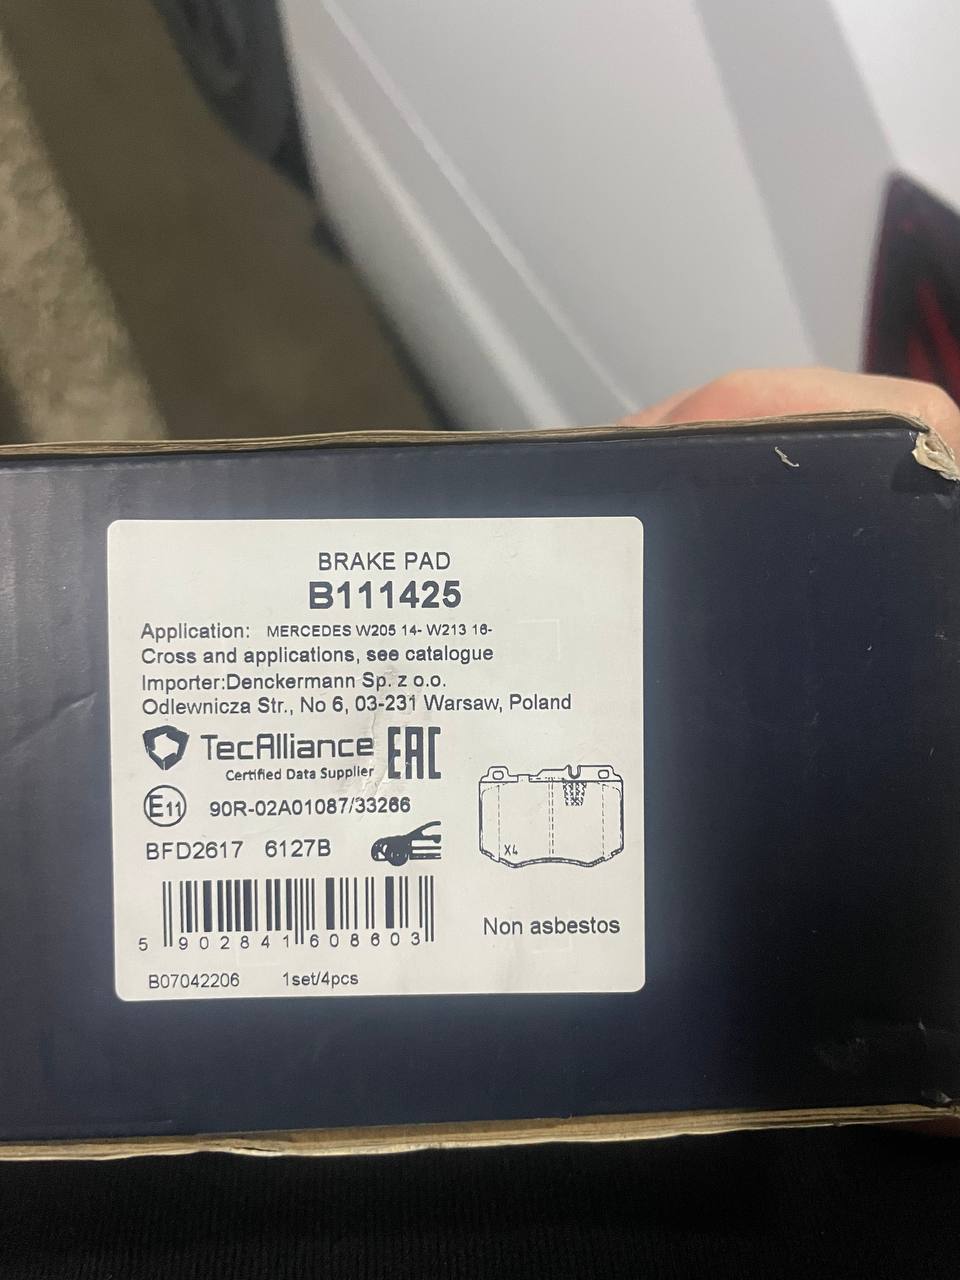 BRAKE PAD
B111425
Application: MERCEDES W205 14- W213 16-
Cross and applications, see catalogue
Importer:Denckermann Sp. z o.o.
Odlewnicza Str., No 6, 03-231 Warsaw, Poland
TecAlliance EAC
Certified Data Supplier
E11 90R-02A01087/33266
BFD2617 6127B
X4
5 902841 608603
Non asbestos
B07042206 1set/4pcs